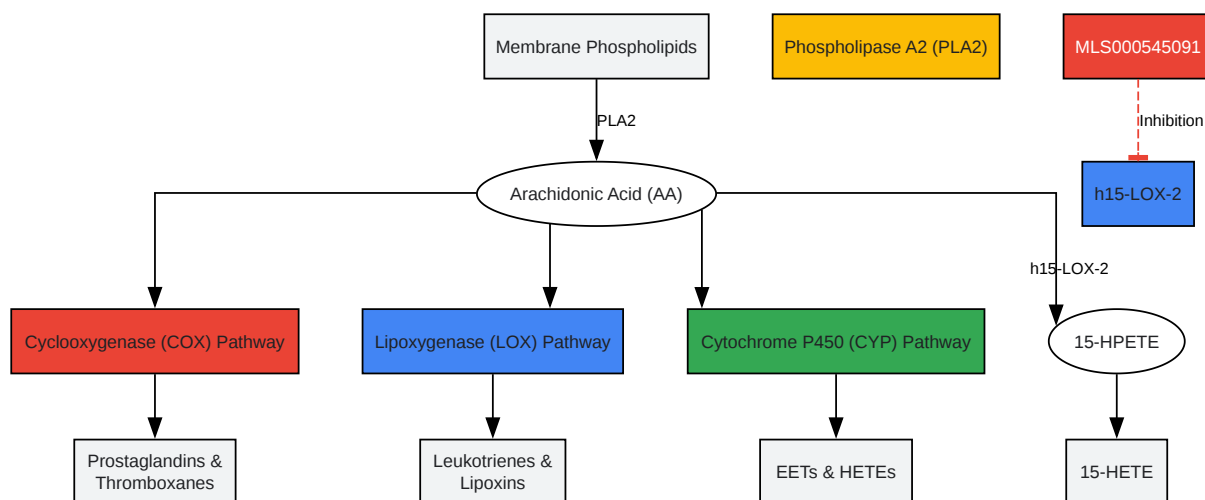 Membrane Phospholipids
Phospholipase A2 (PLA2)
MLS000545091
PLA2
Inhibition
Arachidonic Acid (AA)
h15-LOX-2
h15-LOX-2
Cyclooxygenase (COX) Pathway
Lipoxygenase (LOX) Pathway
Cytochrome P450 (CYP) Pathway
15-HPETE
Prostaglandins &
Thromboxanes
Leukotrienes &
Lipoxins
EETs & HETEs
15-HETE